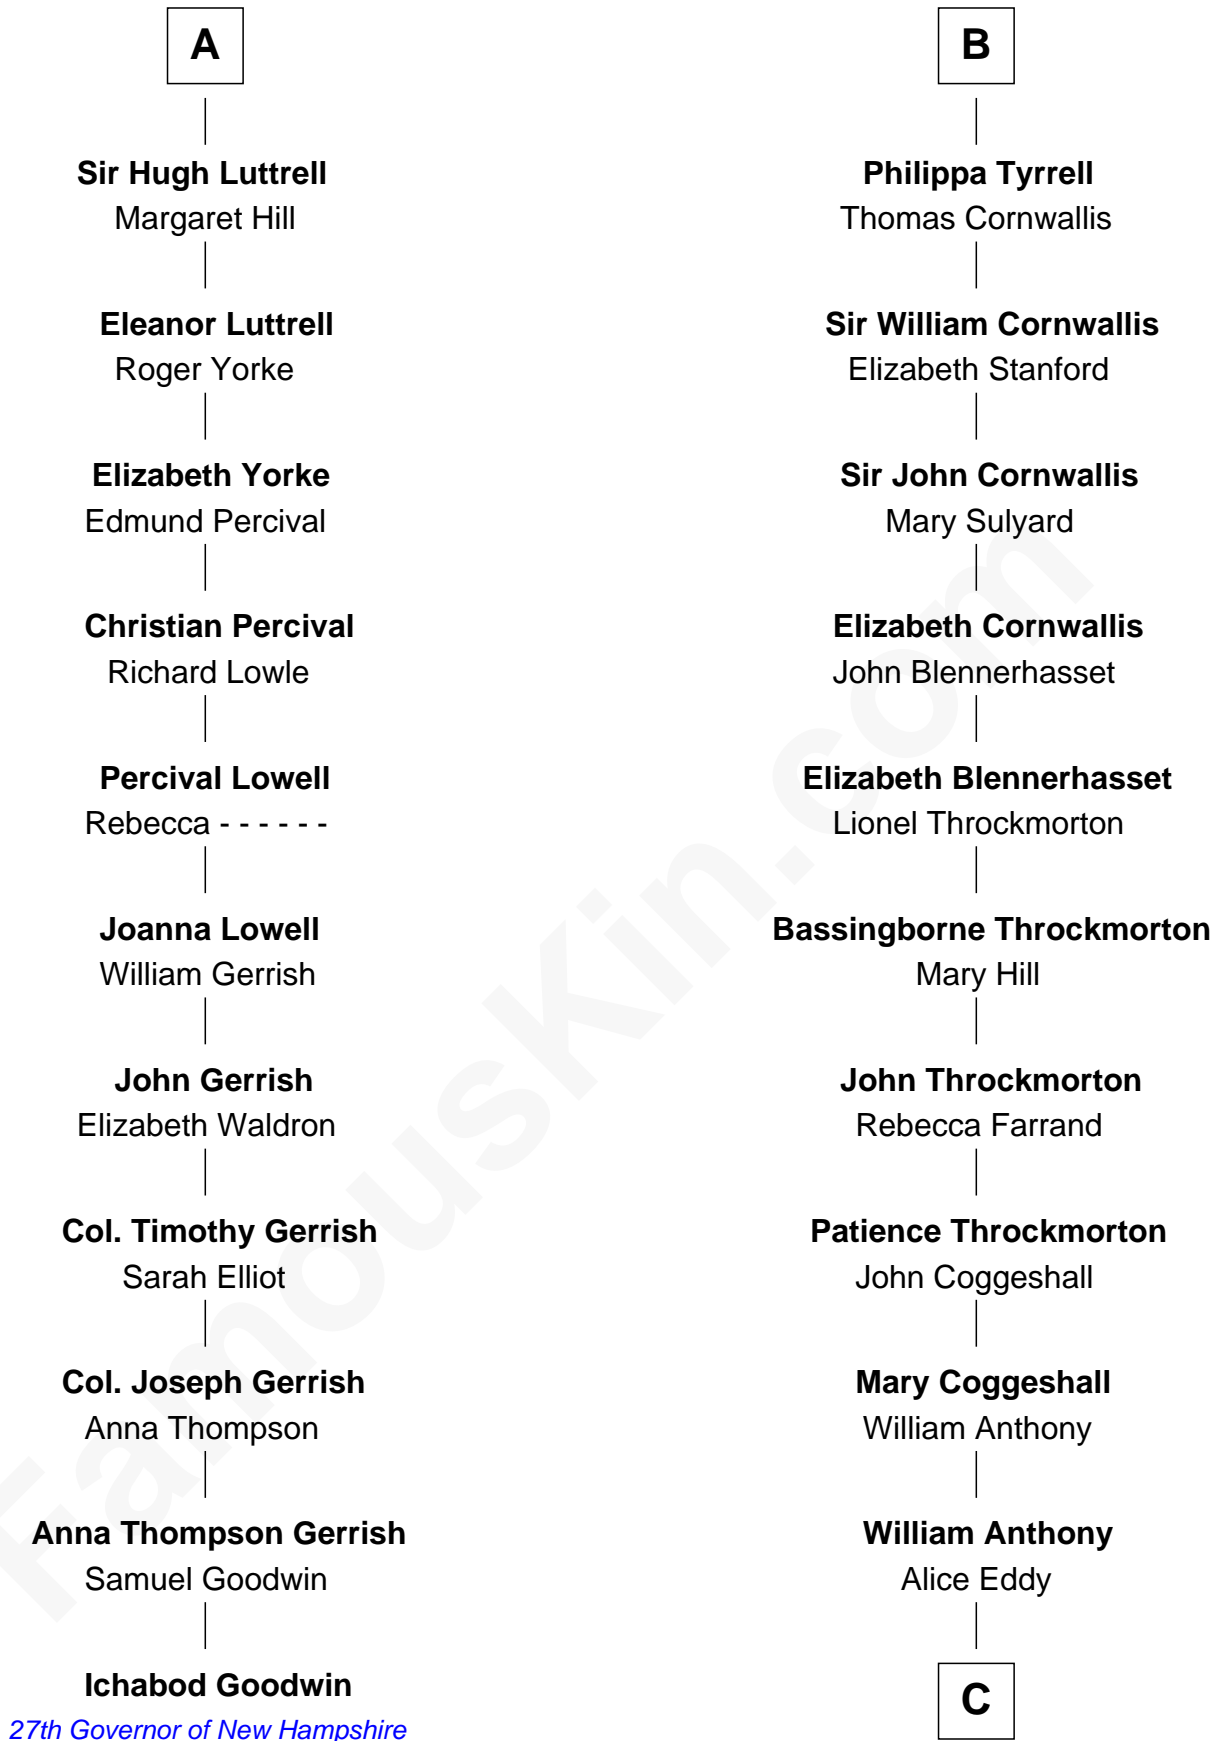 A
Sir Hugh Luttrell
Margaret Hill
Eleanor Luttrell
Roger Yorke
Elizabeth Yorke
Edmund Percival
Christian Percival
Richard Lowle
Percival Lowell
Rebecca - - - - - -
Joanna Lowell
William Gerrish
John Gerrish
Elizabeth Waldron
Col. Timothy Gerrish
Sarah Elliot
Col. Joseph Gerrish
Anna Thompson
Anna Thompson Gerrish
Samuel Goodwin
Ichabod Goodwin
27th Governor of New Hampshire
B
Philippa Tyrrell
Thomas Cornwallis
Sir William Cornwallis
Elizabeth Stanford
Sir John Cornwallis
Mary Sulyard
Elizabeth Cornwallis
John Blennerhasset
Elizabeth Blennerhasset
Lionel Throckmorton
Bassingborne Throckmorton
Mary Hill
John Throckmorton
Rebecca Farrand
Patience Throckmorton
John Coggeshall
Mary Coggeshall
William Anthony
William Anthony
Alice Eddy
C
FamousKin.com